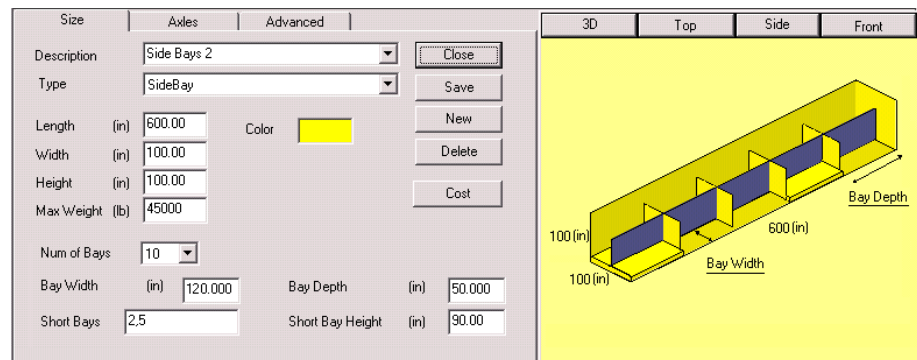 Size Axles Advanced
Description Side Bays 2 Close
Type SideBay Save
Length (in) 600.00 Color New
Width (in) 100.00 Delete
Height (in) 100.00
Max Weight (lb) 45000 Cost
Num of Bays 10
Bay Width (in) 120.000 Bay Depth (in) 50.000
Short Bays 2,5 Short Bay Height (in) 90.00
3D Top Side Front
Bay Depth
100(in) 600(in)
Bay Width
100(in)